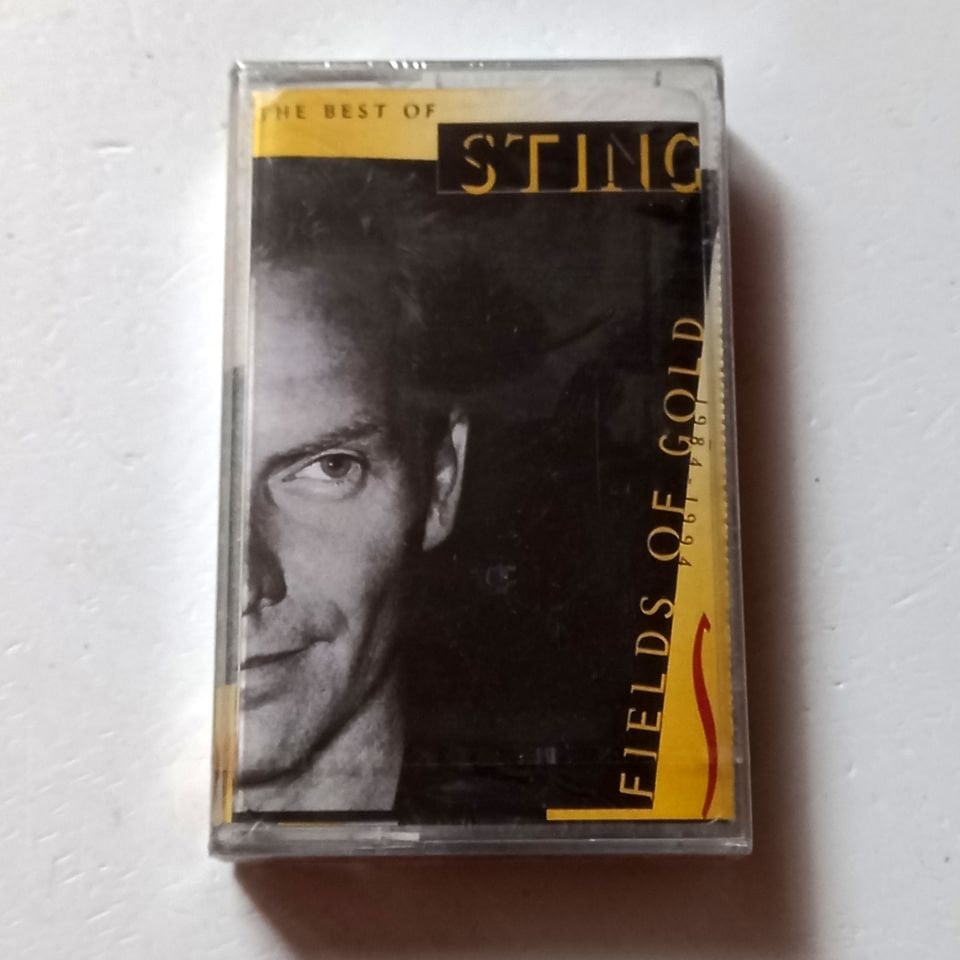 THE BEST OF
STING
FIELDS OF GOLD
1984-1994